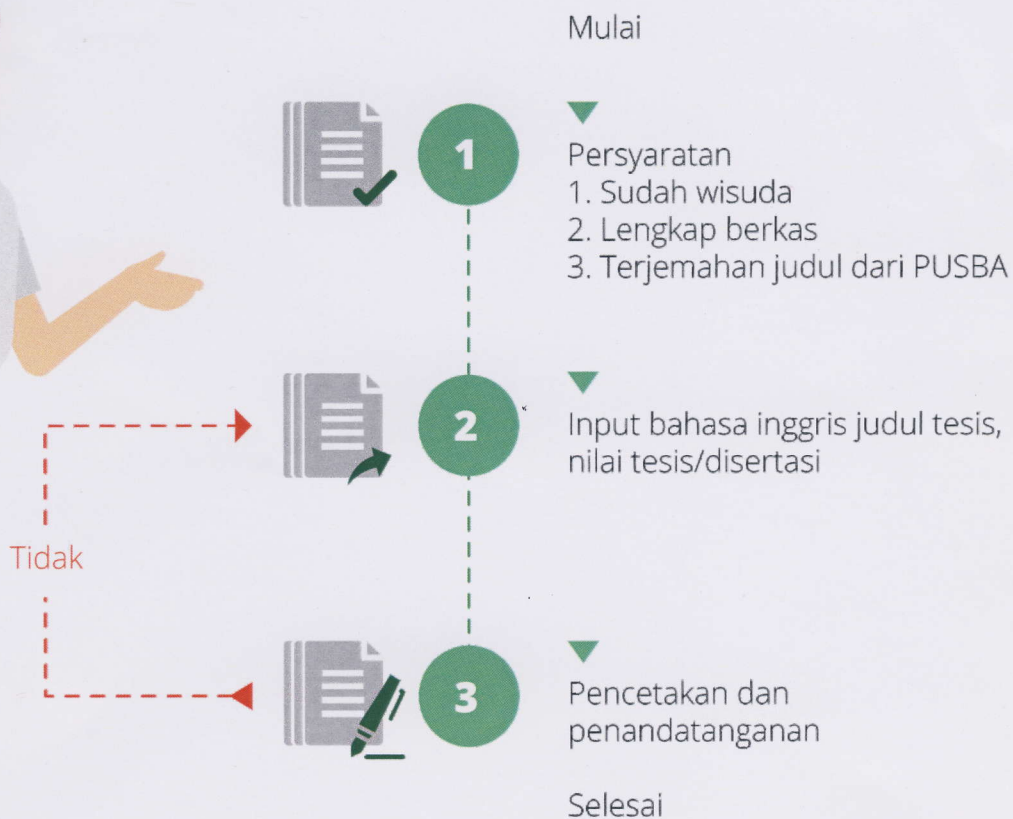 Mulai
1
Persyaratan
1. Sudah wisuda
2. Lengkap berkas
3. Terjemahan judul dari PUSBA
2
Input bahasa inggris judul tesis,
nilai tesis/disertasi
Tidak
3
Pencetakan dan
penandatanganan
Selesai